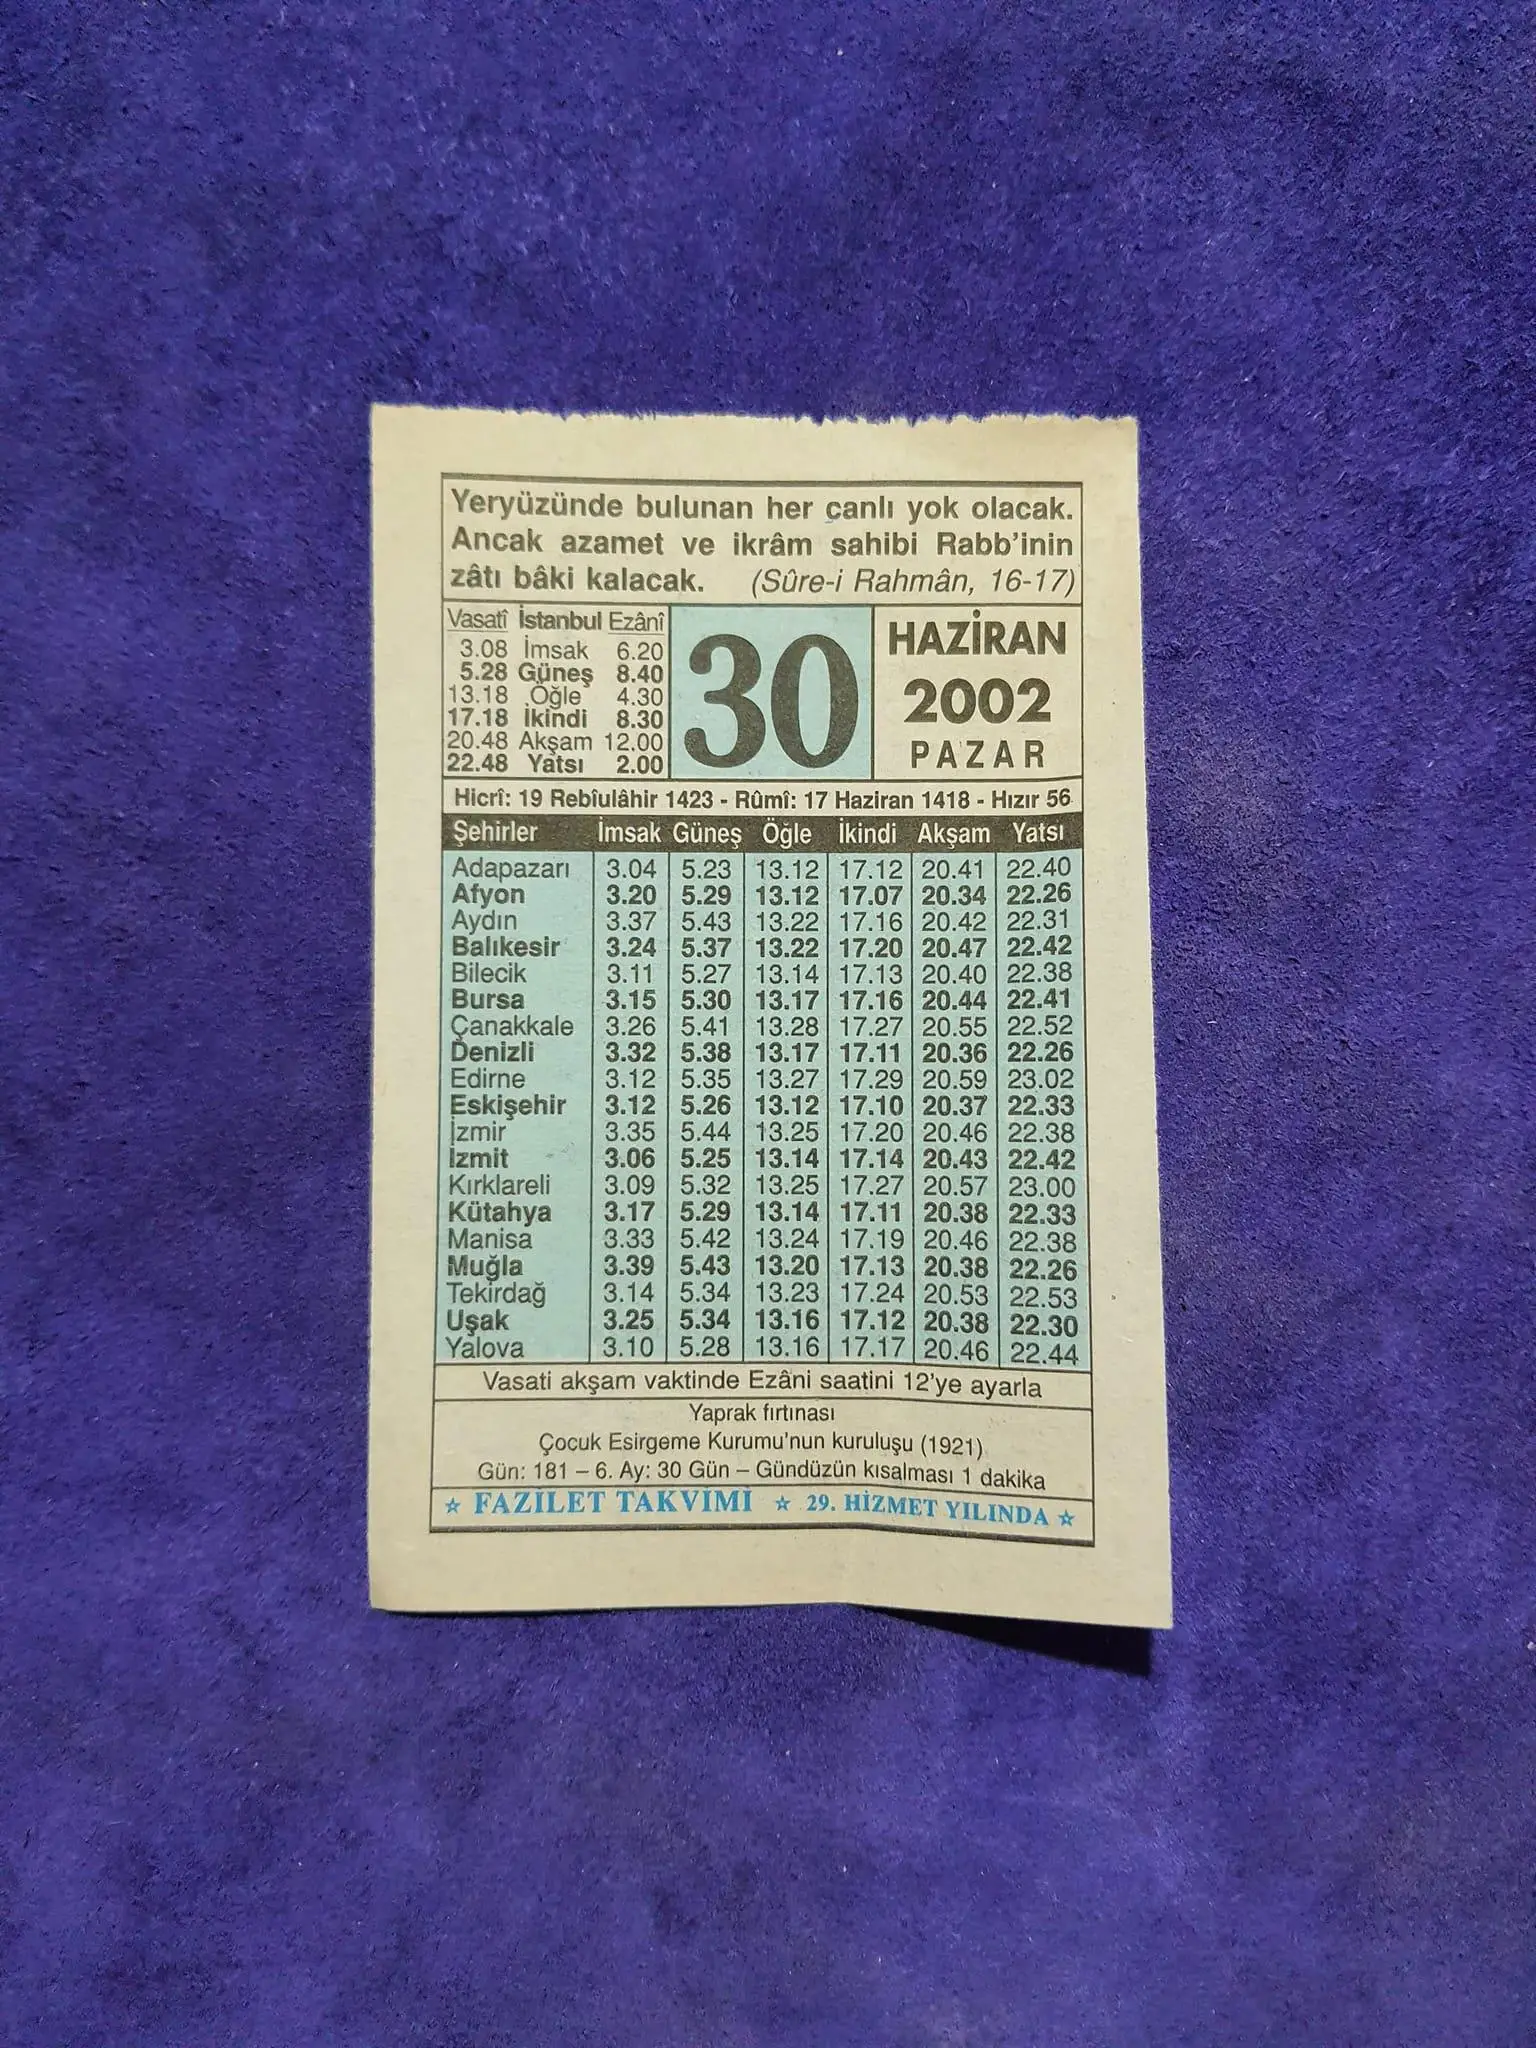 Yeryüzünde bulunan her canlı yok olacak.
Ancak azamet ve ikrâm sahibi Rabb'inin
zâtı bâki kalacak. (Sûre-i Rahmân, 16-17)
Vasatî İstanbul Ezânî
3.08 İmsak 6.20
5.28 Güneş 8.40
13.18 Öğle 4.30
17.18 İkindi 8.30
20.48 Akşam 12.00
22.48 Yatsı 2.00
30
HAZİRAN
2002
PAZAR
Hicrî: 19 Rebîulâhir 1423 - Rûmî: 17 Haziran 1418 - Hızır 56
Şehirler İmsak Güneş Öğle İkindi Akşam Yatsı
Adapazarı 3.04 5.23 13.12 17.12 20.41 22.40
Afyon 3.20 5.29 13.12 17.07 20.34 22.26
Aydın 3.37 5.43 13.22 17.16 20.42 22.31
Balıkesir 3.24 5.37 13.22 17.20 20.47 22.42
Bilecik 3.11 5.27 13.14 17.13 20.40 22.38
Bursa 3.15 5.30 13.17 17.16 20.44 22.41
Çanakkale 3.26 5.41 13.28 17.27 20.55 22.52
Denizli 3.32 5.38 13.17 17.11 20.36 22.26
Edirne 3.12 5.35 13.27 17.29 20.59 23.02
Eskişehir 3.12 5.26 13.12 17.10 20.37 22.33
İzmir 3.35 5.44 13.25 17.20 20.46 22.38
İzmit 3.06 5.25 13.14 17.14 20.43 22.42
Kırklareli 3.09 5.32 13.25 17.27 20.57 23.00
Kütahya 3.17 5.29 13.14 17.11 20.38 22.33
Manisa 3.33 5.42 13.24 17.19 20.46 22.38
Muğla 3.39 5.43 13.20 17.13 20.38 22.26
Tekirdağ 3.14 5.34 13.23 17.24 20.53 22.53
Uşak 3.25 5.34 13.16 17.12 20.38 22.30
Yalova 3.10 5.28 13.16 17.17 20.46 22.44
Vasati akşam vaktinde Ezâni saatini 12'ye ayarla
Yaprak fırtınası
Çocuk Esirgeme Kurumu'nun kuruluşu (1921)
Gün: 181 – 6. Ay: 30 Gün – Gündüzün kısalması 1 dakika
☆ FAZİLET TAKVİMİ ☆ 29. HİZMET YILINDA ☆